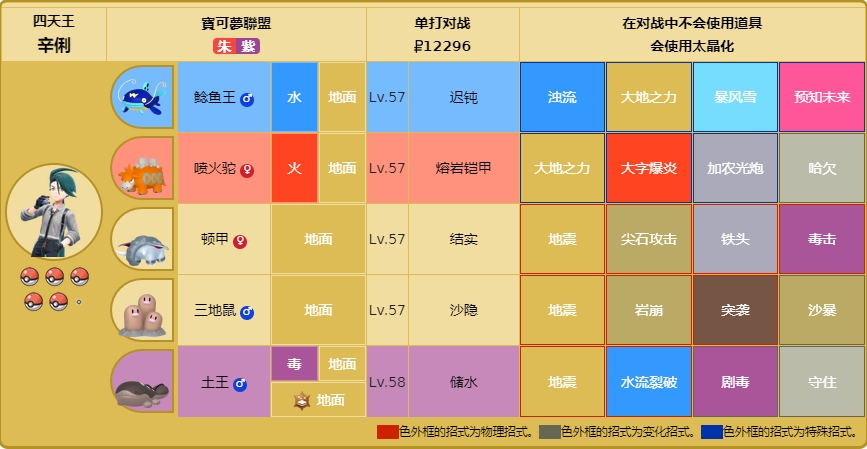 四天王
辛俐
寶可夢聯盟
朱 紫
单打对战
₽12296
在对战中不会使用道具
会使用太晶化
鲶鱼王♂ 水 地面 Lv.57 迟钝 浊流 大地之力 暴风雪 预知未来
喷火驼♀ 火 地面 Lv.57 熔岩铠甲 大地之力 大字爆炎 加农光炮 哈欠
顿甲♀ 地面 Lv.57 结实 地震 尖石攻击 铁头 毒击
三地鼠♂ 地面 Lv.57 沙隐 地震 岩崩 突袭 沙暴
土王♂ 毒 地面 Lv.58 储水 地震 水流裂破 剧毒 守住
地面
色外框的招式为物理招式。 色外框的招式为变化招式。 色外框的招式为特殊招式。